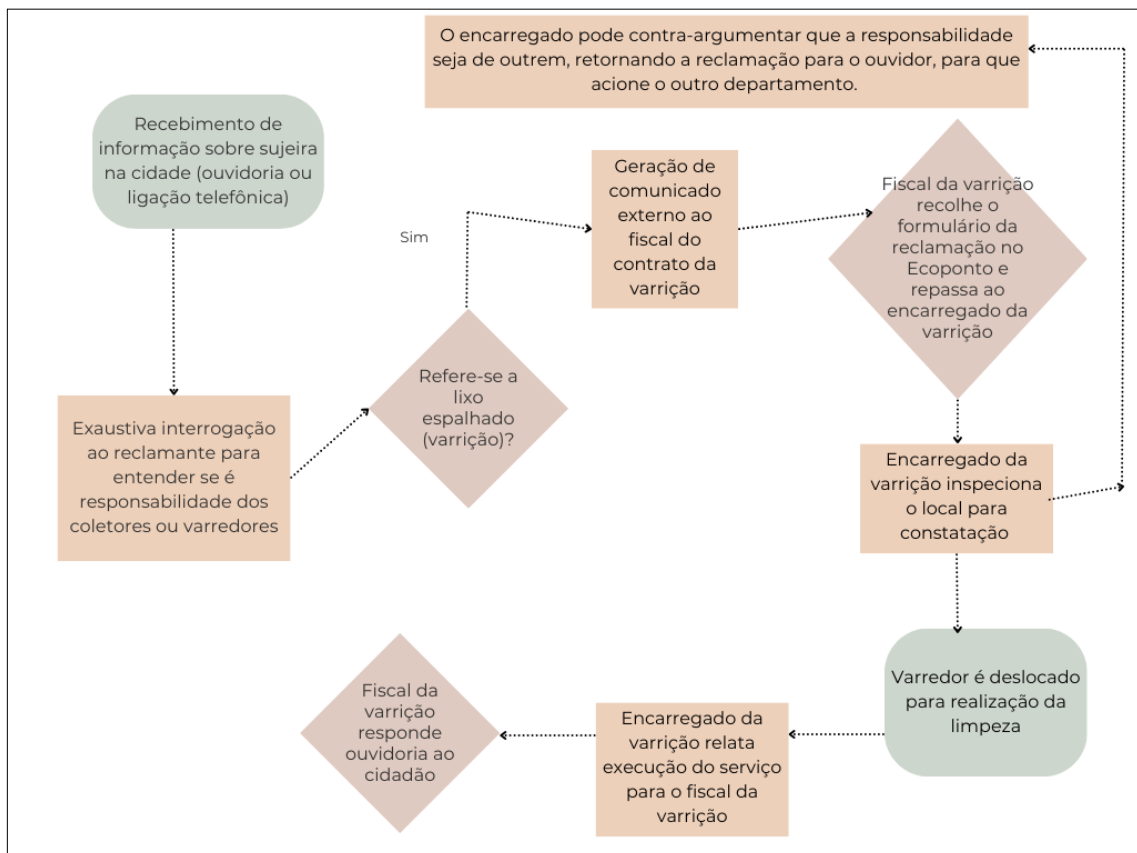 O encarregado pode contra-argumentar que a responsabilidade
seja de outrem, retornando a reclamação para o ouvidor, para que
acione o outro departamento.
Recebimento de
informação sobre sujeira
na cidade (ouvidoria ou
ligação telefônica)
Sim
Geração de
comunicado
externo ao
fiscal do
contrato da
varrição
Fiscal da varrição
recolhe o
formulário da
reclamação no
Ecoponto e
repassa ao
encarregado da
varrição
Refere-se a
lixo
espalhado
(varrição)?
Exaustiva interrogação
ao reclamante para
entender se é
responsabilidade dos
coletores ou varredores
Encarregado da
varrição inspeciona
o local para
constatação
Varredor é deslocado
para realização da
limpeza
Encarregado da
varrição relata
execução do serviço
para o fiscal da
varrição
Fiscal da
varrição
responde
ouvidoria ao
cidadão